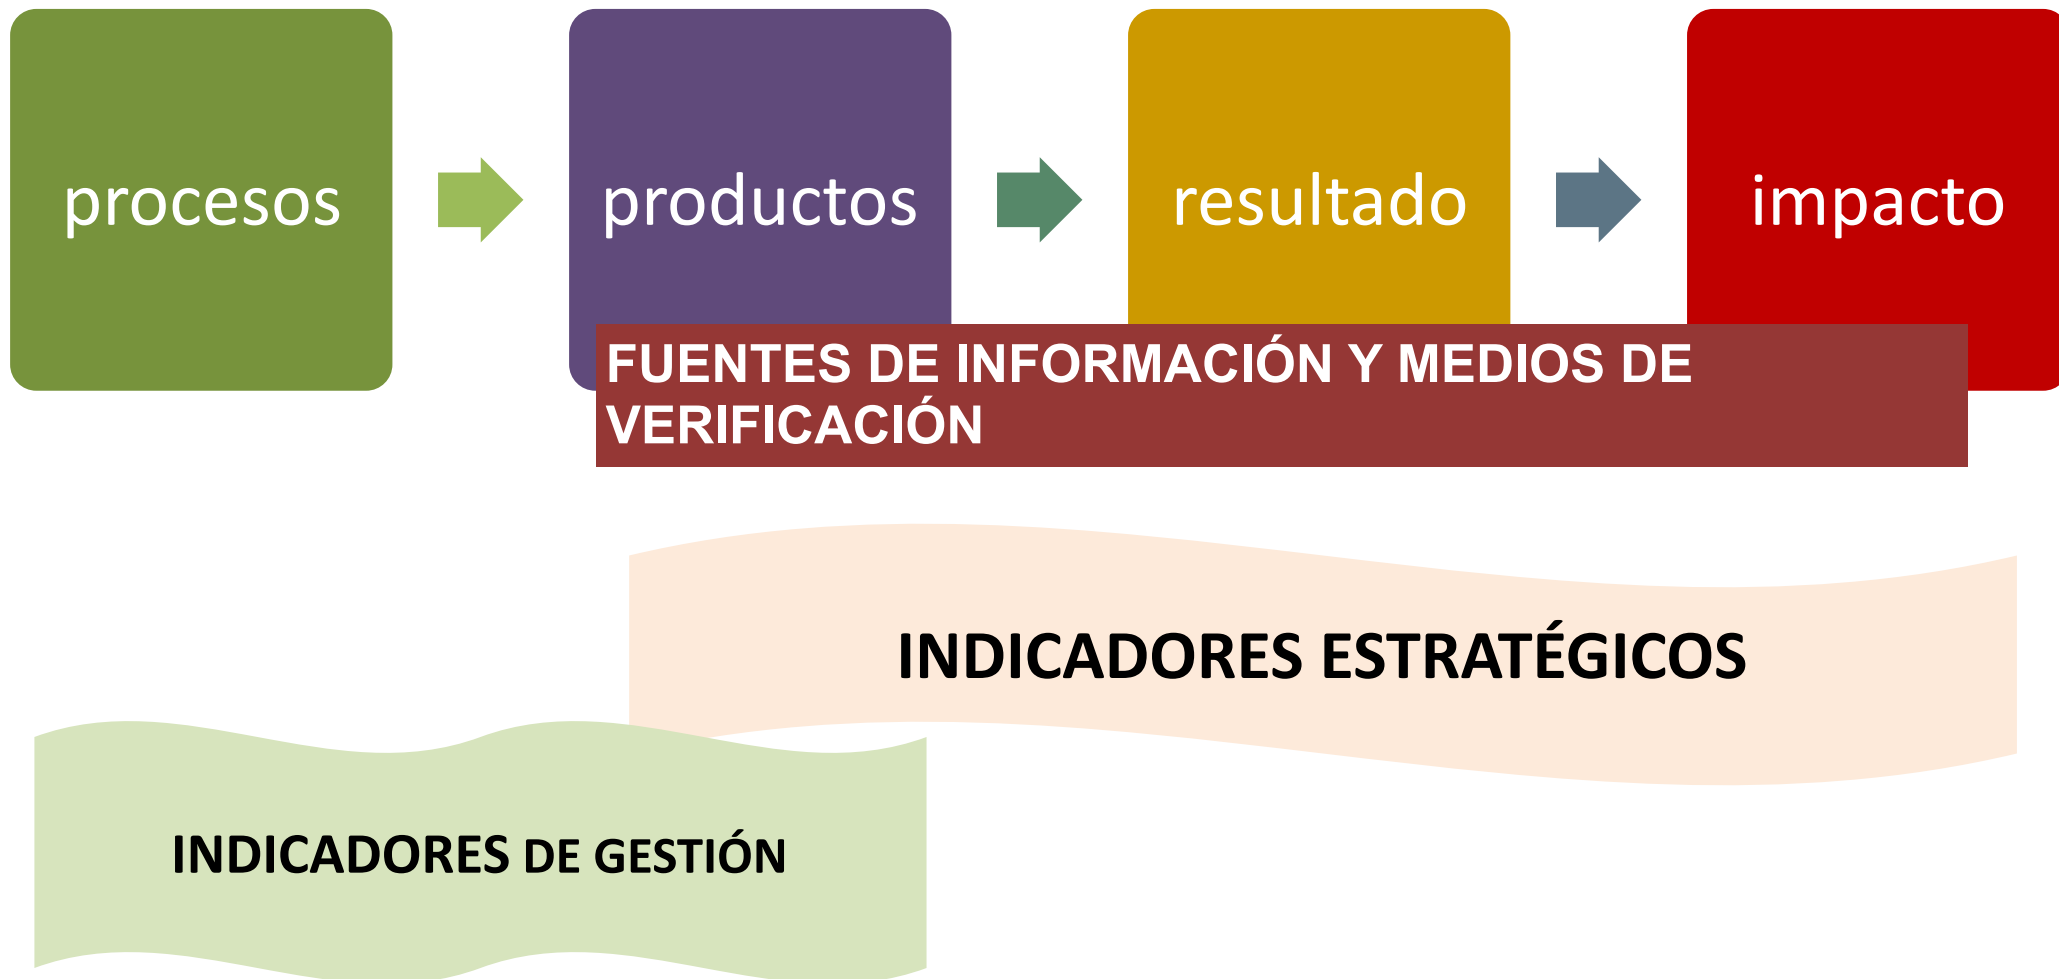 procesos
productos
resultado
impacto
FUENTES DE INFORMACIÓN Y MEDIOS DE
VERIFICACIÓN
INDICADORES ESTRATÉGICOS
INDICADORES DE GESTIÓN